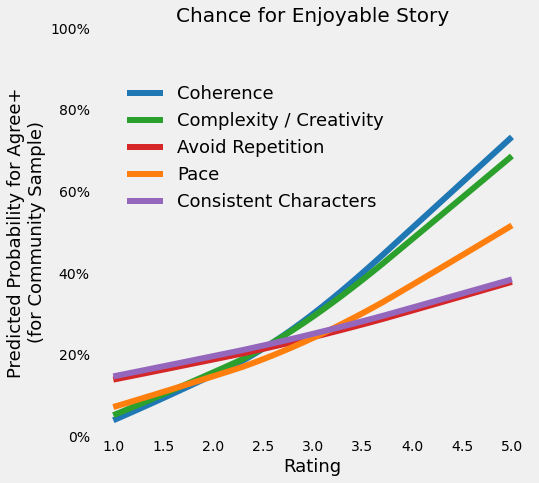 Chance for Enjoyable Story
Predicted Probability for Agree+
(for Community Sample)
100%
80%
60%
40%
20%
0%
Coherence
Complexity / Creativity
Avoid Repetition
Pace
Consistent Characters
1.0 1.5 2.0 2.5 3.0 3.5 4.0 4.5 5.0
Rating